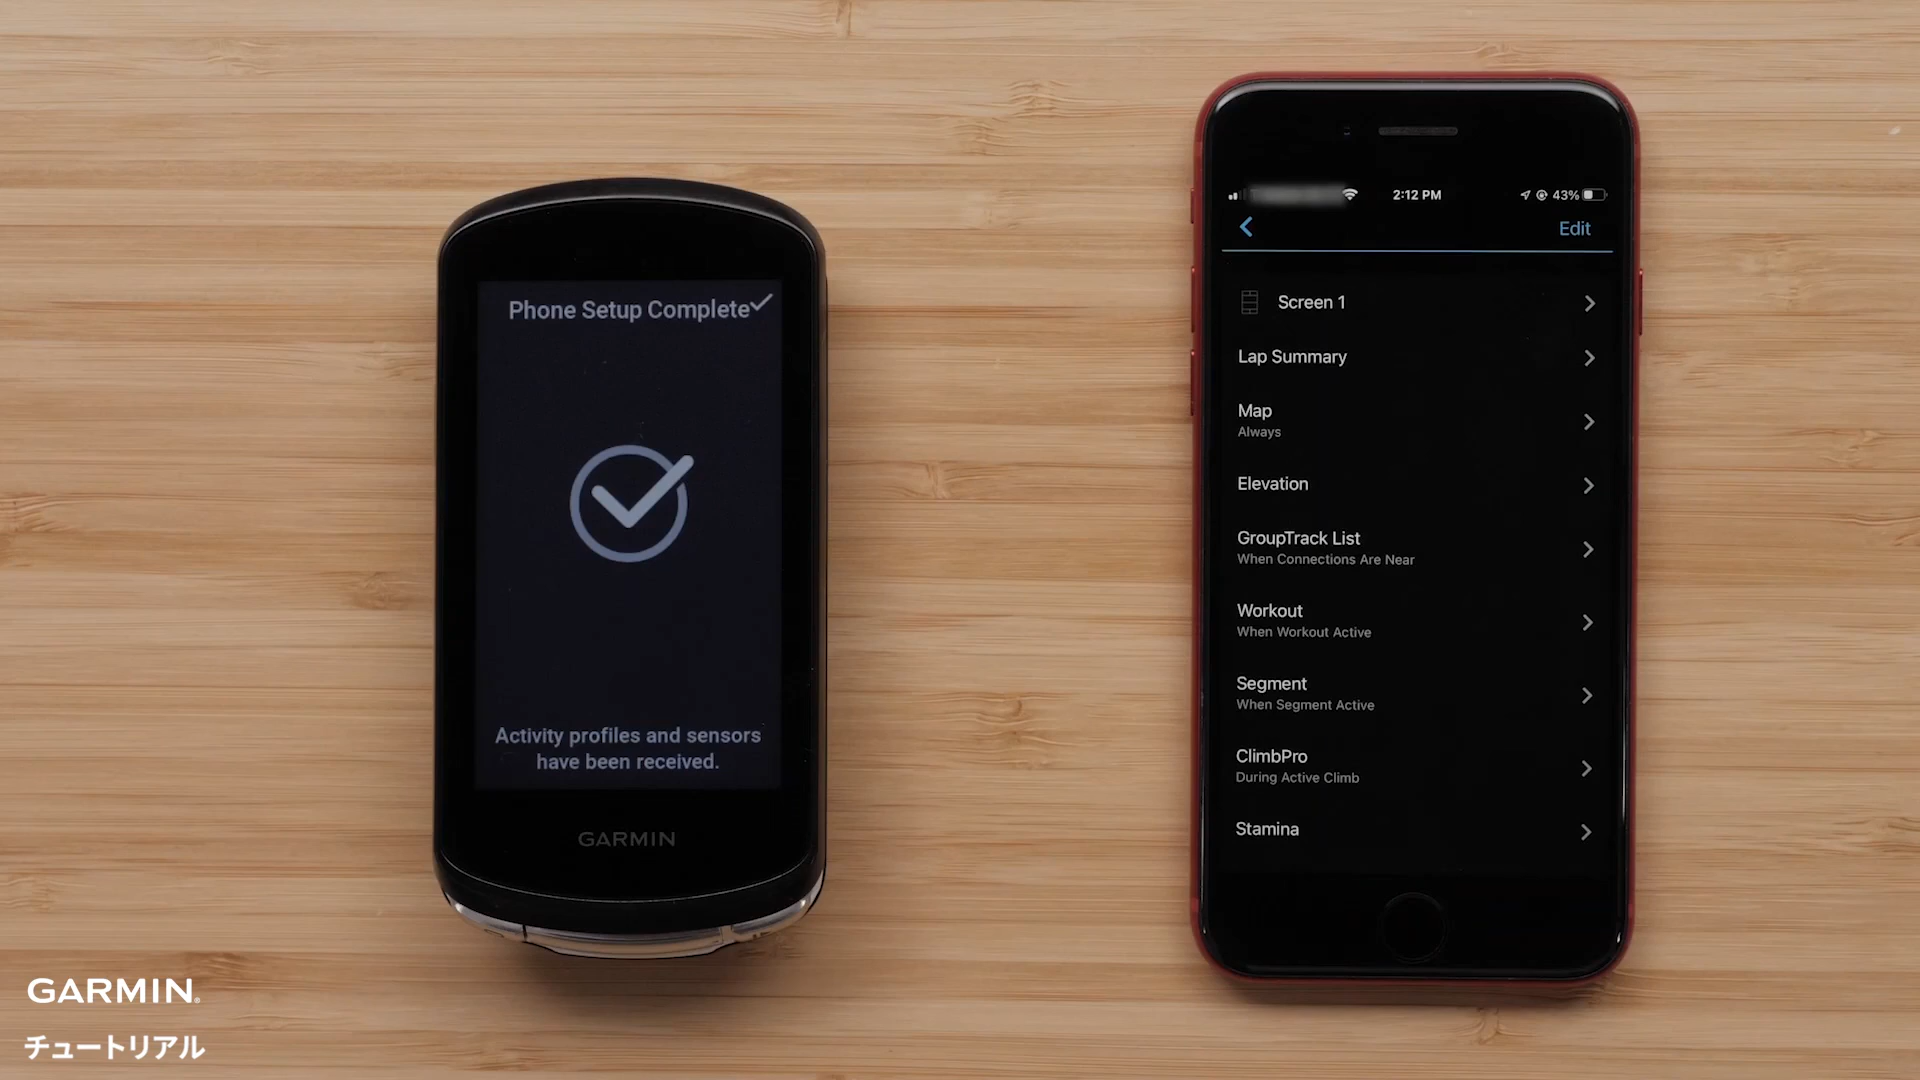 Phone Setup Complete
Activity profiles and sensors
have been received.
GARMIN
2:12 PM
43%
Edit
Screen 1
Lap Summary
Map
Always
Elevation
GroupTrack List
When Connections Are Near
Workout
When Workout Active
Segment
When Segment Active
ClimbPro
During Active Climb
Stamina
GARMIN
チュートリアル